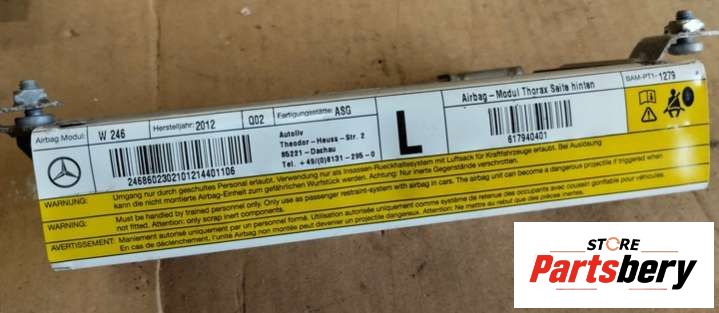 Airbag Modul: W 246 Herstelljahr: 2012 Q02 Fertigungsstätte: ASG
Airbag - Modul Thorax Seite hinten BAM-PT1-1279
Autoliv
Theodor - Heuss - Str. 2
85221 - Dachau
Tel. +49/(0)8131-295-0
24686023021012144401106
L
617940401
WARNUNG: Umgang nur durch geschultes Personal erlaubt. Verwendung nur als Insassen-Rueckhaltesystem mit Luftsack für Kraftfahrzeuge erlaubt. Bei Auslösung
kann die nicht montierte Airbag-Einheit zum gefährlichen Wurfstück werden. Achtung: Nur inerte Gegenstände verschrotten.
WARNING: Must be handled by trained personnel only. Only use as passenger restraint-system with airbag in cars. The airbag unit can become a dangerous projectile if triggered when
not fitted. Attention: only scrap inert components.
AVERTISSEMENT: Maniement autorisé uniquement par un personnel formé. Utilisation autorisée uniquement comme système de retenue des occupants avec coussin gonflable pour automobiles.
En cas de déclenchement, l'unité Airbag non montée peut devenir un projectile dangereux. Attention: Ne mettre au rebut que des pièces inertes.
STORE
Partsbery